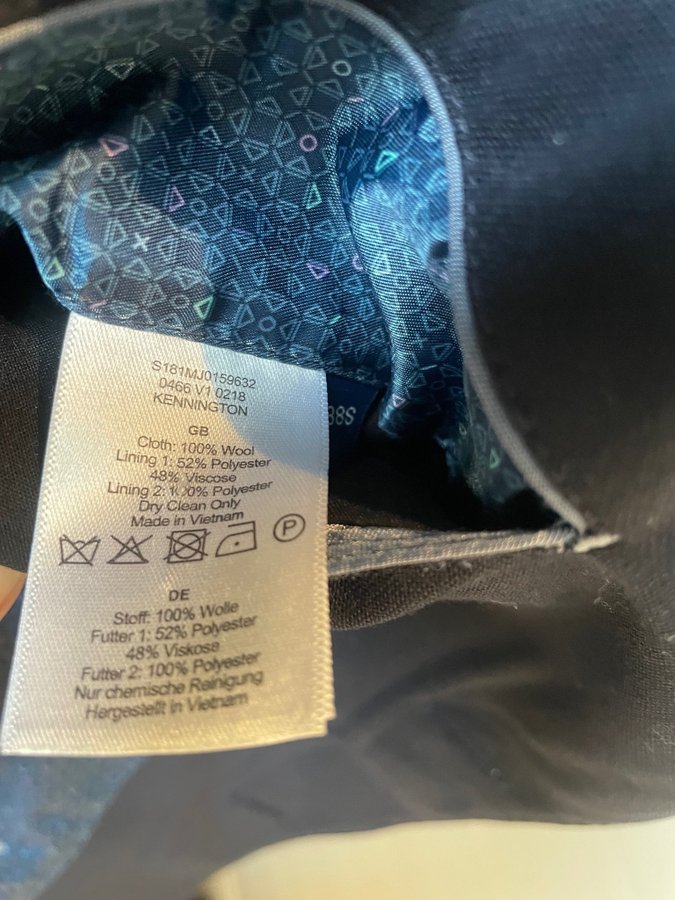 S181MJ0159632
0466 V1 0218
KENNINGTON
GB
Cloth: 100% Wool
Lining 1: 52% Polyester
48% Viscose
Lining 2: 100% Polyester
Dry Clean Only
Made in Vietnam
P
DE
Stoff: 100% Wolle
Futter 1: 52% Polyester
48% Viskose
Futter 2: 100% Polyester
Nur chemische Reinigung
Hergestellt in Vietnam